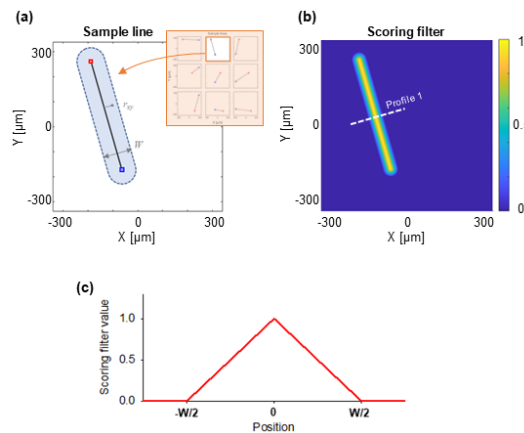 (a)
Sample line
300
0
-300
Y [µm]
r_xy
W
-300
0
300
X [µm]
(b)
Scoring filter
300
0
-300
Y [µm]
Profile 1
-300
0
300
X [µm]
1
0.
0
(c)
1.0
0.5
0.0
Scoring filter value
-W/2
0
W/2
Position